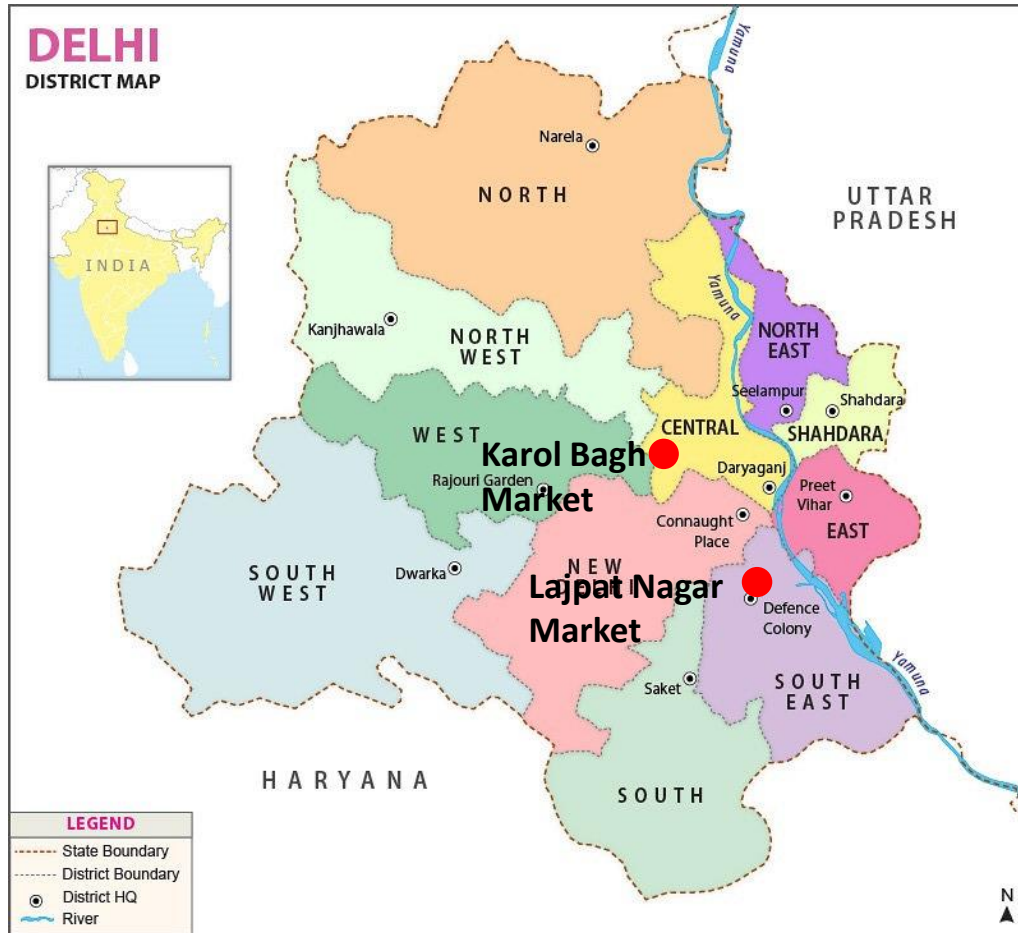 DELHI
DISTRICT MAP
Yamuna
Narela
NORTH
UTTAR
PRADESH
INDIA
Yamuna
Kanjhawala
NORTH
WEST
NORTH
EAST
Seelampur
Shahdara
SHAHDARA
CENTRAL
WEST
Karol Bagh
Market
Rajouri Garden
Daryaganj
Preet
Vihar
EAST
Connaught
Place
SOUTH
WEST
Dwarka
NEW
DELHI
Lajpat Nagar
Market
Defence
Colony
Yamuna
Saket
SOUTH
EAST
HARYANA
SOUTH
LEGEND
State Boundary
District Boundary
District HQ
River
N